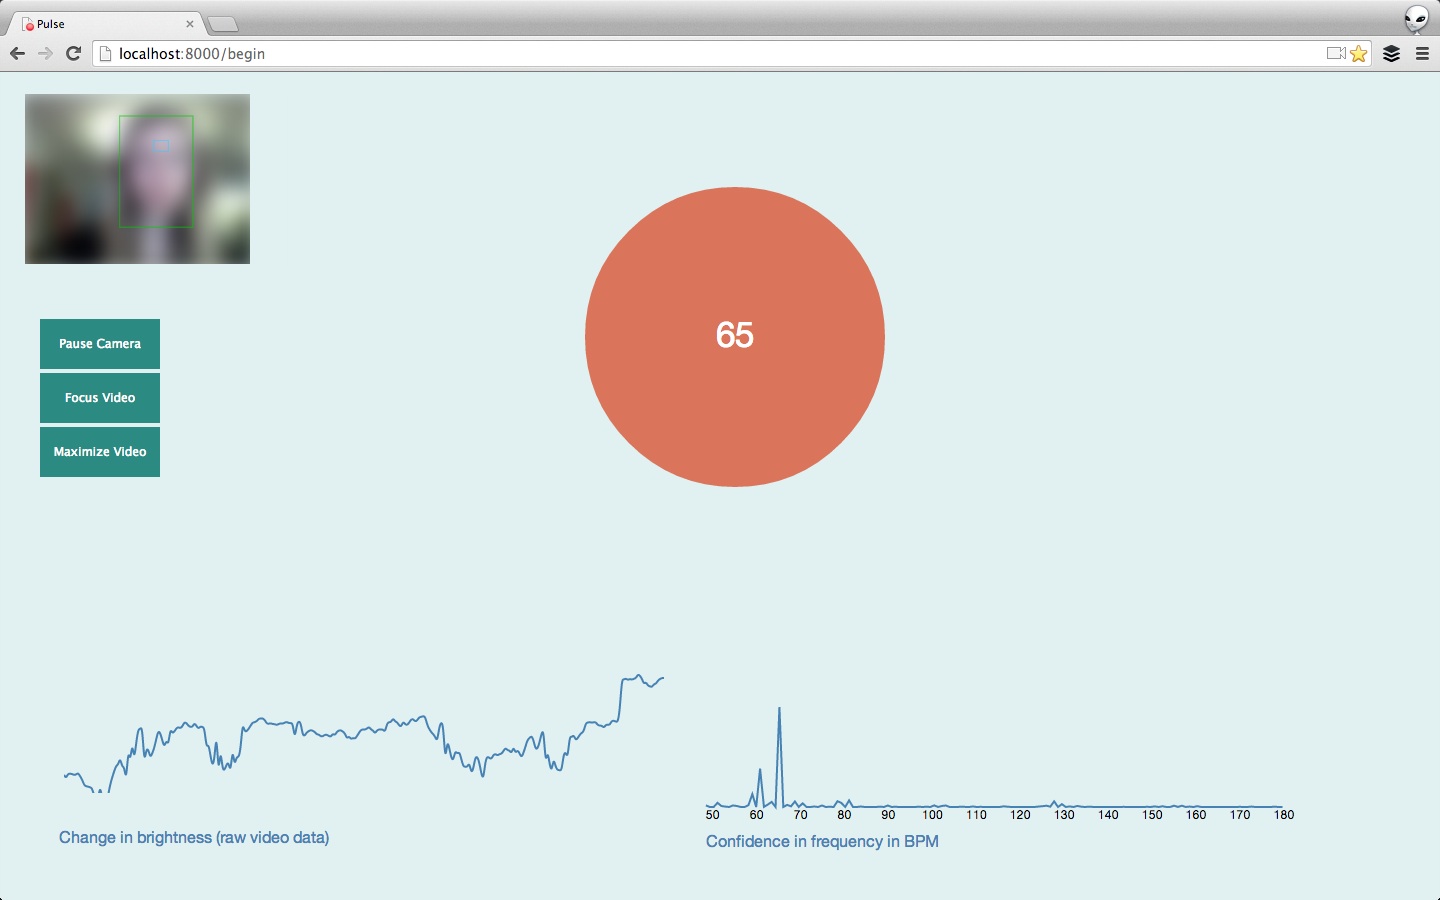 Pulse
localhost:8000/begin
65
Pause Camera
Focus Video
Maximize Video
50 60 70 80 90 100 110 120 130 140 150 160 170 180
Change in brightness (raw video data)
Confidence in frequency in BPM